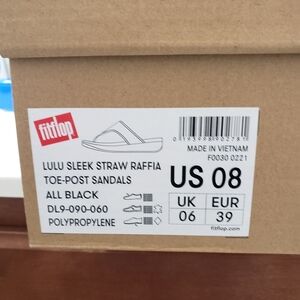 fitflop
LULU SLEEK STRAW RAFFIA
TOE-POST SANDALS
ALL BLACK
DL9-090-060
POLYPROPYLENE
MADE IN VIETNAM
F0030 0221
US 08
UK EUR
06 39
fitflop.com